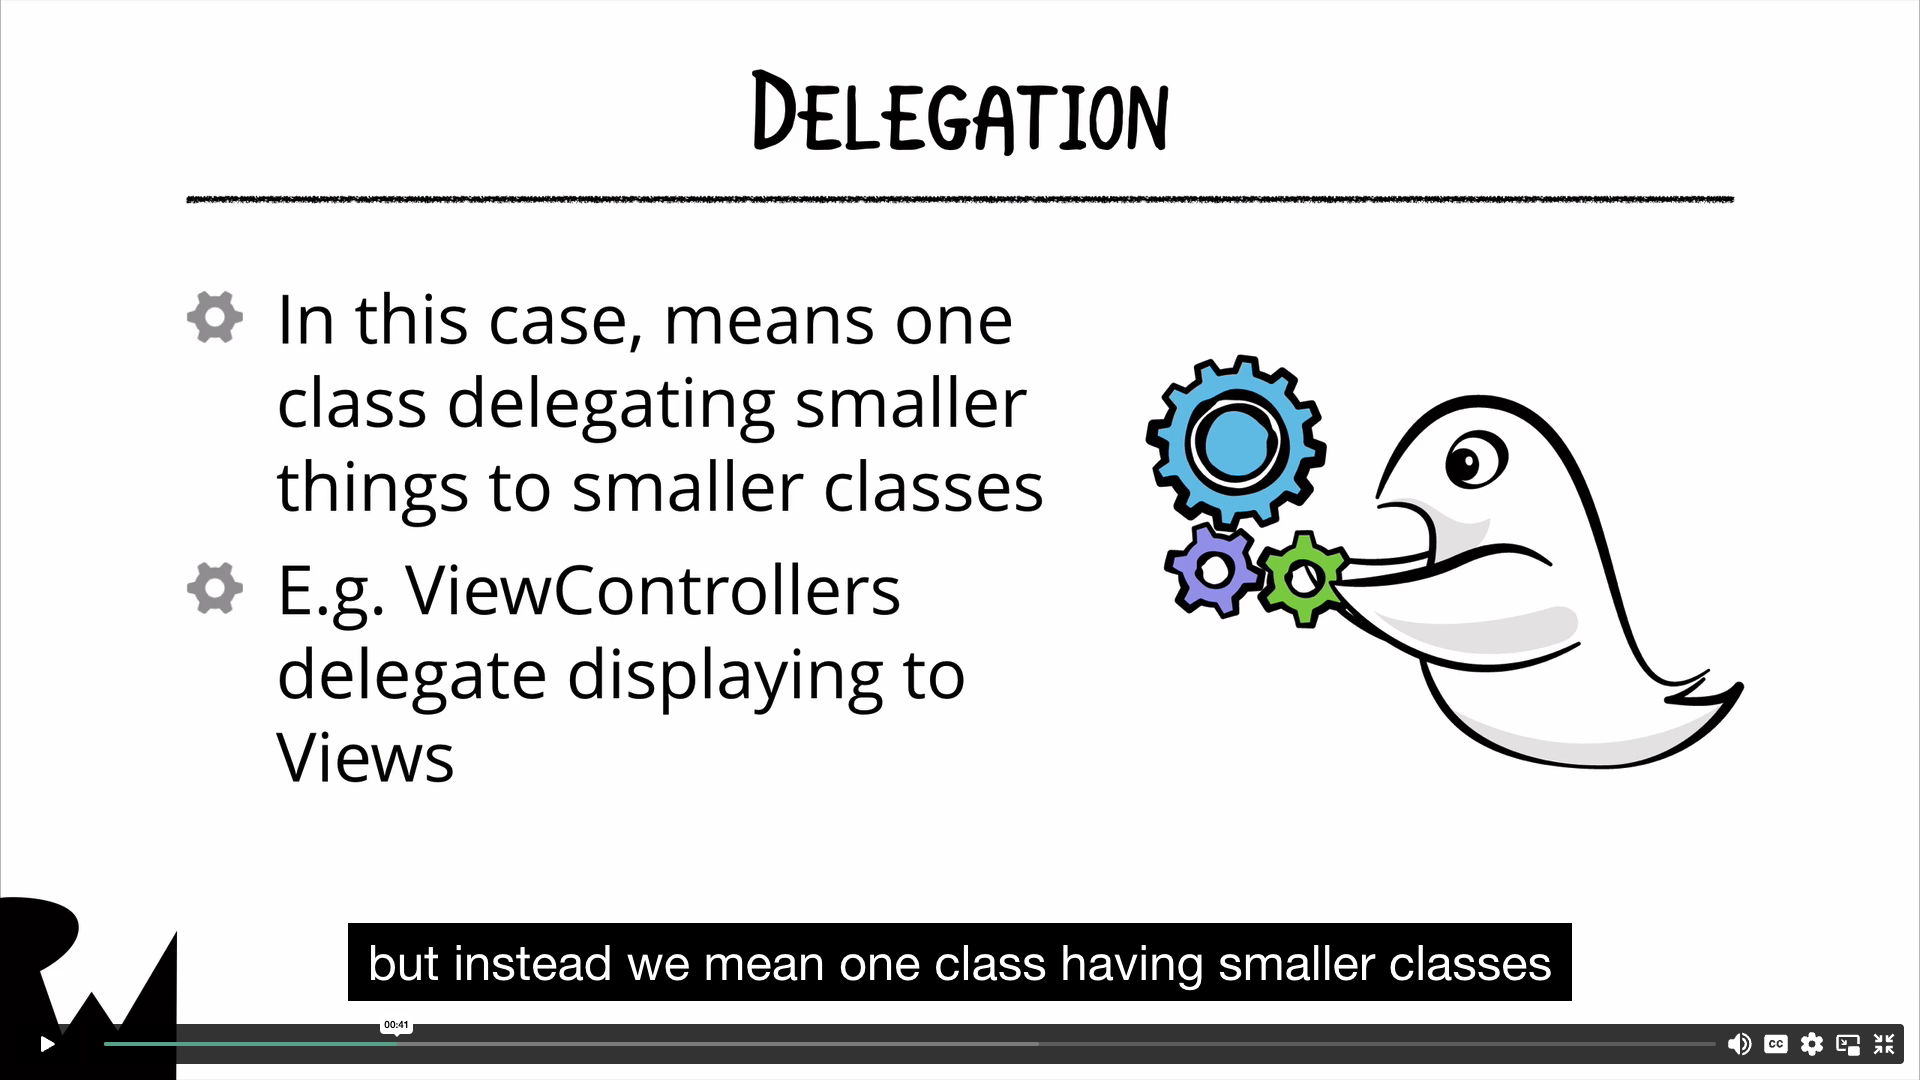 DELEGATION
In this case, means one
class delegating smaller
things to smaller classes
E.g. ViewControllers
delegate displaying to
Views
but instead we mean one class having smaller classes
00:41
CC